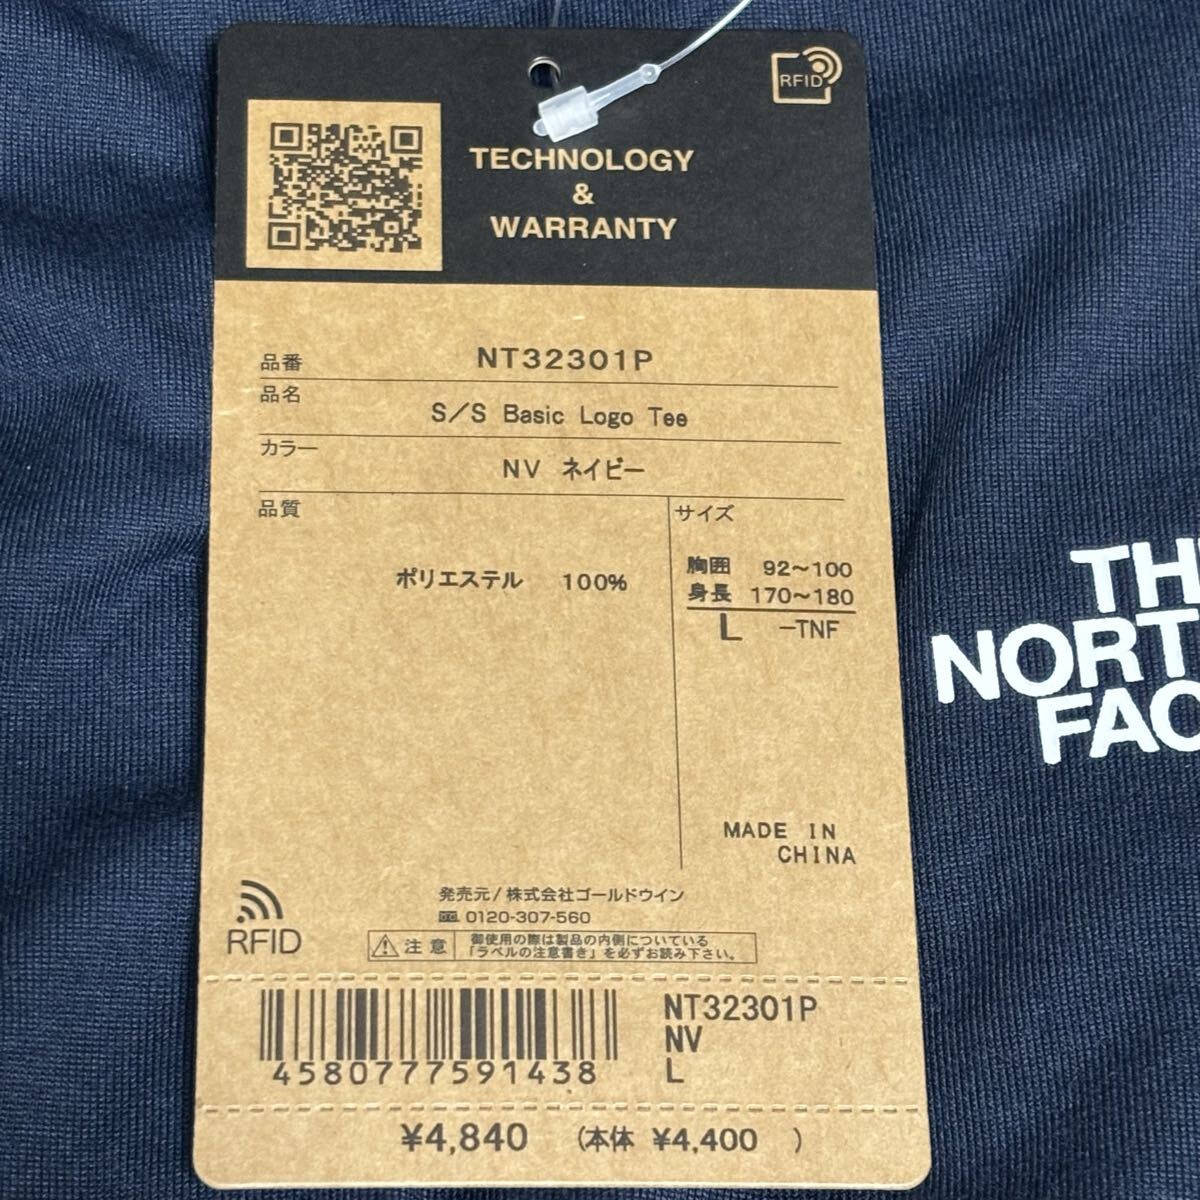 RFID
TECHNOLOGY
&
WARRANTY
品番 NT32301P
品名 S/S Basic Logo Tee
カラー NV ネイビー
品質
ポリエステル 100%
サイズ
胸囲 92~100
身長 170~180
L -TNF
MADE IN
CHINA
THE
NORT
FAC
発売元/株式会社ゴールドウイン
0120-307-560
RFID
注意
御使用の際は製品の内側についている
「ラベルの注意書き」を必ずお読み下さい。
4580777591438
NT32301P
NV
L
¥4,840 (本体 ¥4,400 )